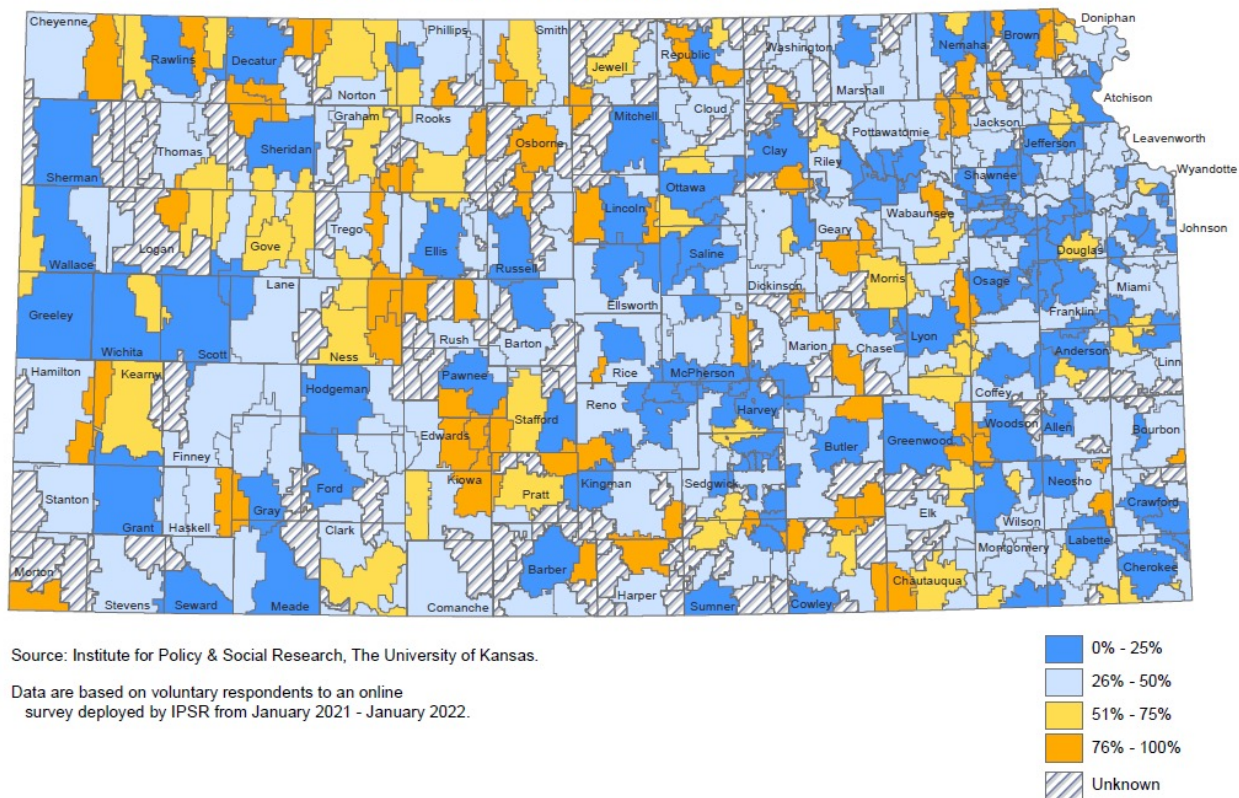 Cheyenne
Rawlins
Decatur
Norton
Phillips
Smith
Jewell
Republic
Washington
Marshall
Nemaha
Brown
Doniphan
Atchison
Sherman
Thomas
Sheridan
Graham
Rooks
Osborne
Mitchell
Cloud
Clay
Riley
Pottawatomie
Jackson
Jefferson
Leavenworth
Wyandotte
Wallace
Logan
Gove
Trego
Ellis
Russell
Lincoln
Ottawa
Saline
Dickinson
Geary
Wabaunsee
Shawnee
Douglas
Johnson
Greeley
Wichita
Scott
Lane
Ness
Rush
Barton
Ellsworth
Rice
McPherson
Marion
Morris
Chase
Lyon
Osage
Franklin
Miami
Hamilton
Kearny
Finney
Hodgeman
Pawnee
Edwards
Stafford
Reno
Harvey
Butler
Greenwood
Coffey
Woodson
Anderson
Allen
Linn
Bourbon
Stanton
Grant
Haskell
Gray
Ford
Kiowa
Pratt
Kingman
Sedgwick
Elk
Wilson
Neosho
Crawford
Morton
Stevens
Seward
Meade
Clark
Comanche
Barber
Harper
Sumner
Cowley
Chautauqua
Montgomery
Labette
Cherokee
Source: Institute for Policy & Social Research, The University of Kansas.
Data are based on voluntary respondents to an online
survey deployed by IPSR from January 2021 - January 2022.
0% - 25%
26% - 50%
51% - 75%
76% - 100%
Unknown